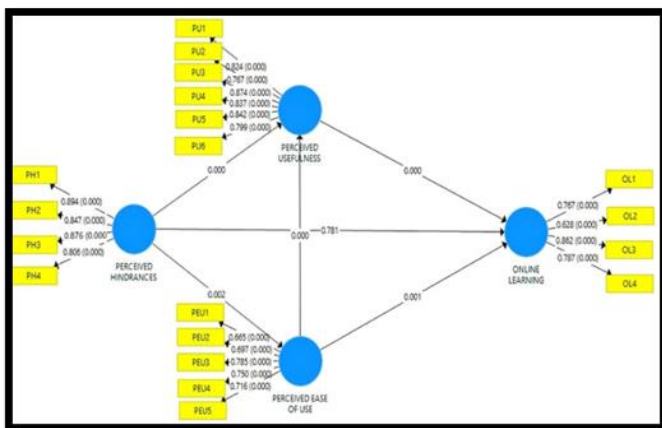 PU1
PU2
PU3
PU4
PU5
PU6
0.824 (0.000)
0.767 (0.000)
0.874 (0.000)
0.837 (0.000)
0.842 (0.000)
0.799 (0.000)
PERCEIVED
USEFULNESS
PH1
PH2
PH3
PH4
0.894 (0.000)
0.847 (0.000)
0.876 (0.000)
0.806 (0.000)
PERCEIVED
HINDRANCES
0.000
0.000
0.000
0.781
0.002
0.001
OL1
OL2
OL3
OL4
0.767 (0.000)
0.628 (0.000)
0.862 (0.000)
0.787 (0.000)
ONLINE
LEARNING
PEU1
PEU2
PEU3
PEU4
PEU5
0.665 (0.000)
0.697 (0.000)
0.785 (0.000)
0.750 (0.000)
0.716 (0.000)
PERCEIVED EASE
OF USE